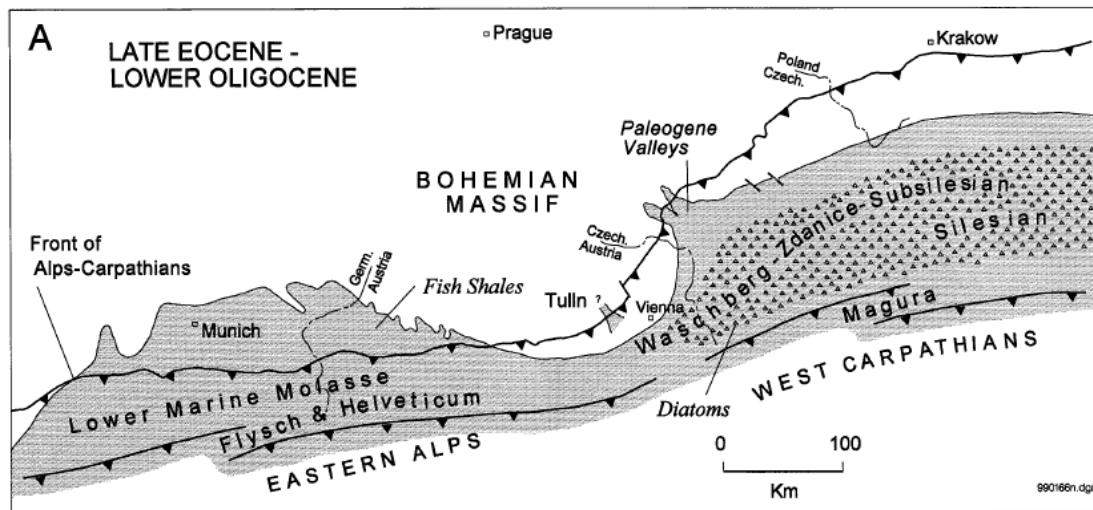 A
LATE EOCENE -
LOWER OLIGOCENE
Prague
Krakow
Poland
Czech.
Paleogene
Valleys
BOHEMIAN
MASSIF
Czech.
Austria
Front of
Alps-Carpathians
Germ.
Austria
Fish Shales
Tulln ?
Vienna
Munich
Waschberg-Zdanice-Subsilesian
Silesian
Magura
WEST CARPATHIANS
Lower Marine Molasse
Flysch & Helveticum
EASTERN ALPS
Diatoms
0 100
Km
990166n.dgn